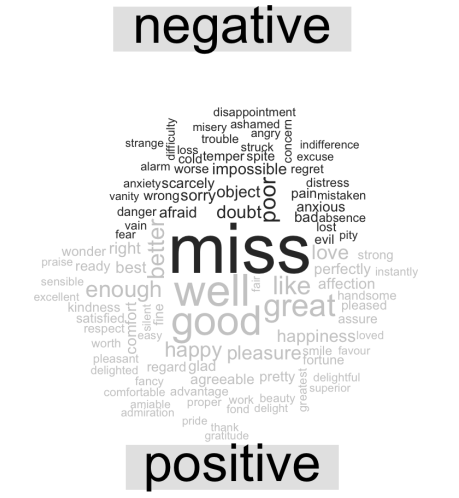 negative
disappointment
misery ashamed
difficulty trouble angry concern
strange loss struck indifference
cold temper spite excuse
alarm worse impossible regret
anxiety scarcely distress
vanity wrong sorry object poor pain mistaken
danger afraid doubt anxious
bad absence
vain lost
fear miss evil pity
wonder right better love strong
praise ready best perfectly instantly
sensible enough well fair like affection
excellent handsome
kindness comfort silent fine good great pleased
satisfied assure
respect easy happiness loved
worth happy pleasure smile favour
pleasant fortune
delighted regard glad
fancy agreeable pretty greatest delightful
comfortable advantage superior
amiable proper work beauty
admiration fond delight
pride thank
gratitude
positive